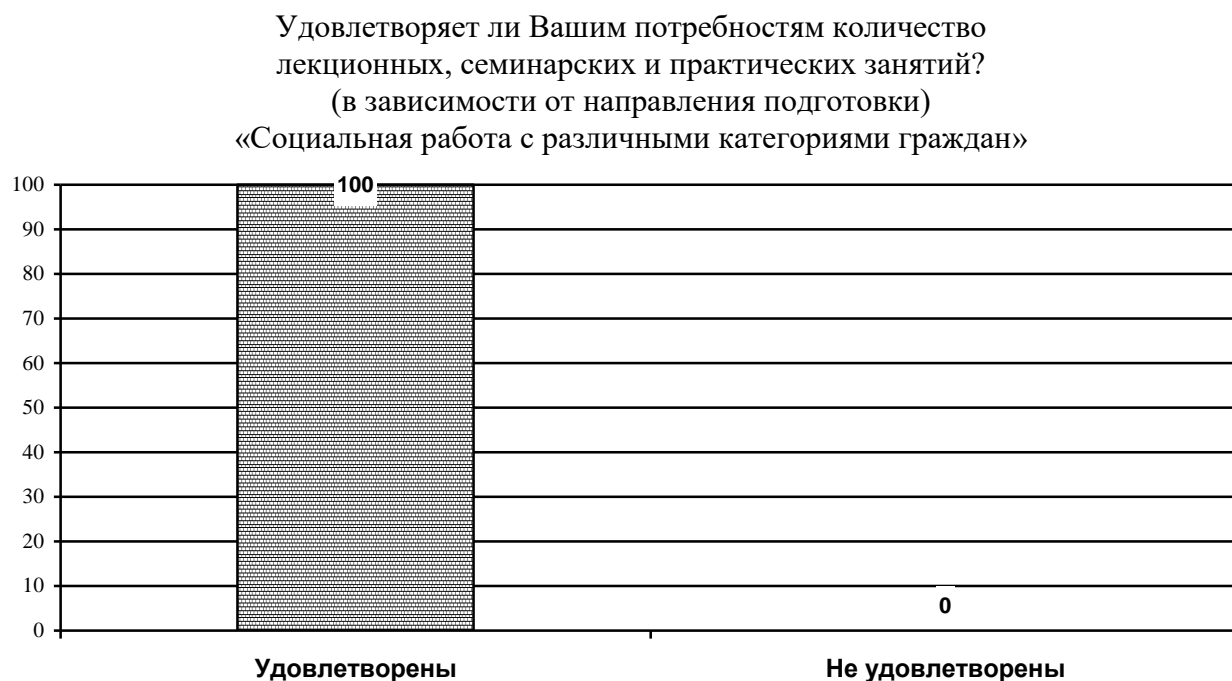 Удовлетворяет ли Вашим потребностям количество
лекционных, семинарских и практических занятий?
(в зависимости от направления подготовки)
«Социальная работа с различными категориями граждан»
100
90
80
70
60
50
40
30
20
10
0
100
0
Удовлетворены
Не удовлетворены